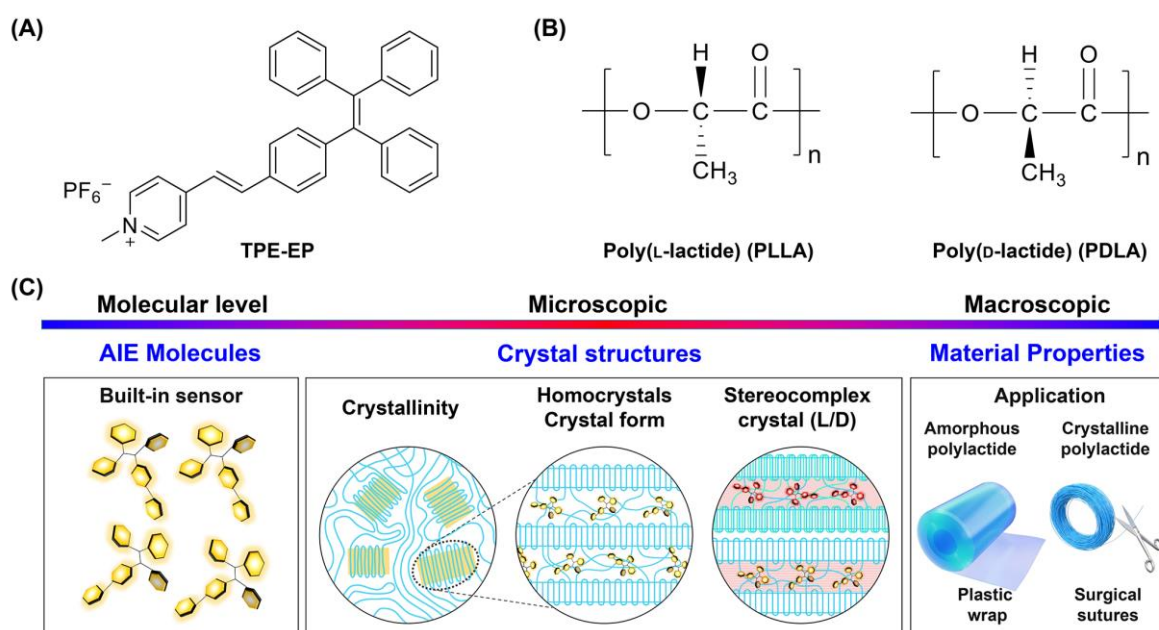 (A)
PF6−
N
+
TPE-EP
(B)
H
O
O
C
C
CH3
n
Poly(L-lactide) (PLLA)
H
O
O
C
C
CH3
n
Poly(D-lactide) (PDLA)
(C)
Molecular level
Microscopic
Macroscopic
AIE Molecules
Crystal structures
Material Properties
Built-in sensor
Crystallinity
Homocrystals
Crystal form
Stereocomplex
crystal (L/D)
Application
Amorphous
polylactide
Crystalline
polylactide
Plastic
wrap
Surgical
sutures